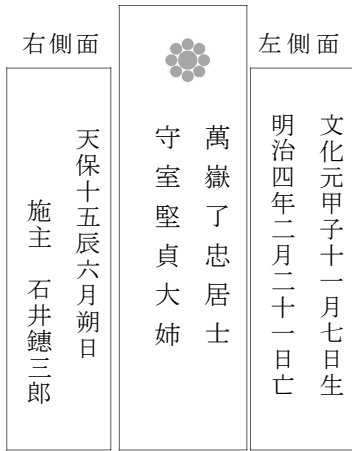 左側面
文化元甲子十一月七日生
明治四年二月二十一日亡
萬嶽了忠居士
守室堅貞大姉
右側面
天保十五辰六月朔日
施主 石井鏸三郎